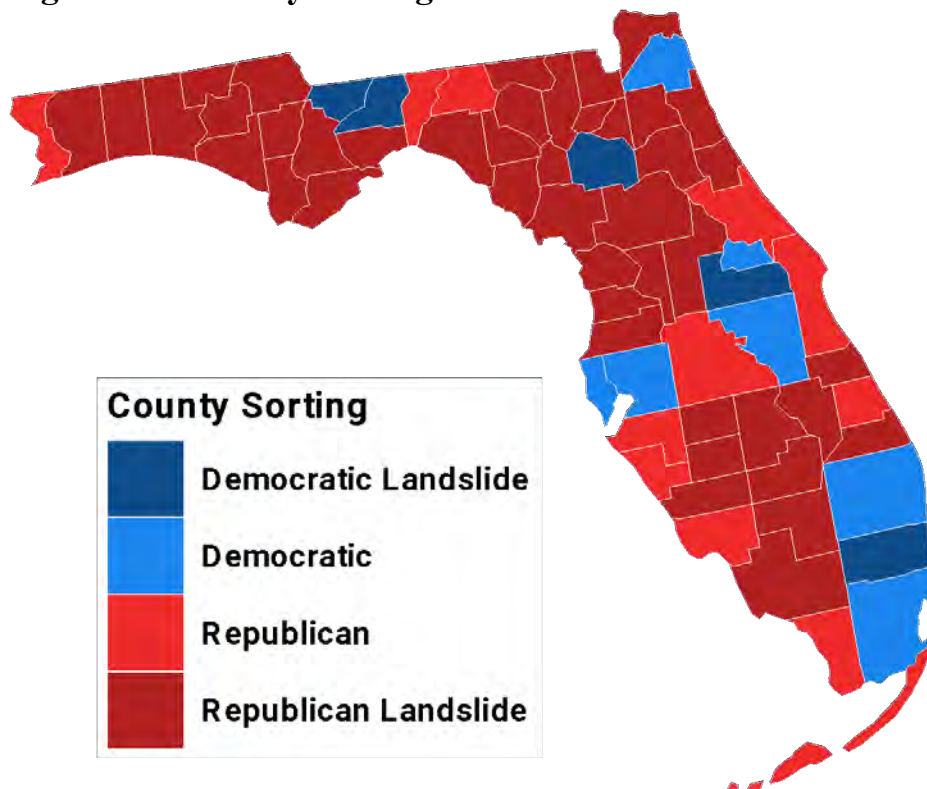 County Sorting
Democratic Landslide
Democratic
Republican
Republican Landslide